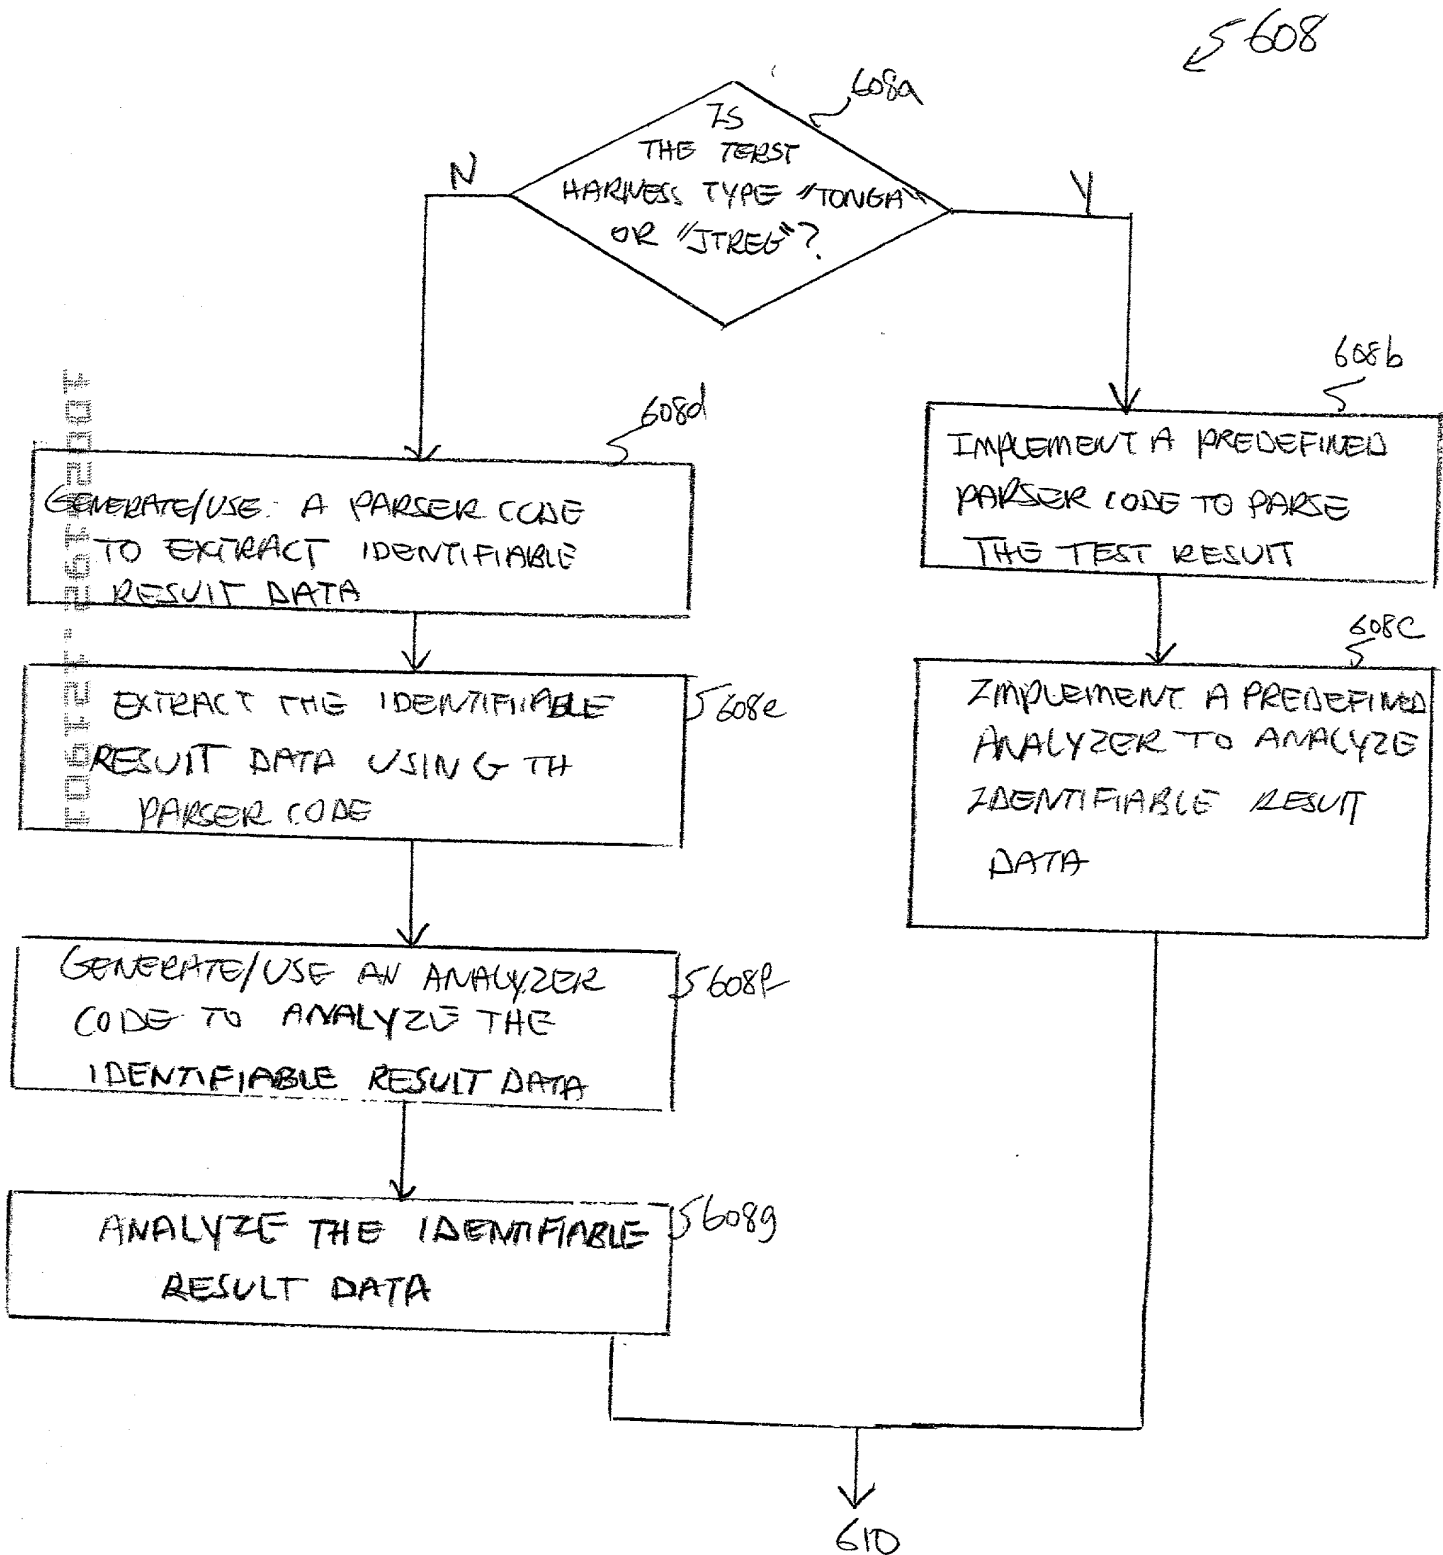 608
608a
IS
THE TERST
HARNESS TYPE "TONGA"
OR "JTREG"?
N
Y
608b
IMPLEMENT A PREDEFINED
PARSER CODE TO PARSE
THE TEST RESULT
608C
IMPLEMENT A PREDEFINED
ANALYZER TO ANALYZE
IDENTIFIABLE RESULT
DATA
608d
GENERATE/USE A PARSER CODE
TO EXTRACT IDENTIFIABLE
RESULT DATA
608e
EXTRACT THE IDENTIFIABLE
RESULT DATA USING TH
PARSER CODE
608f
GENERATE/USE AN ANALYZER
CODE TO ANALYZE THE
IDENTIFIABLE RESULT DATA
608g
ANALYZE THE IDENTIFIABLE
RESULT DATA
610